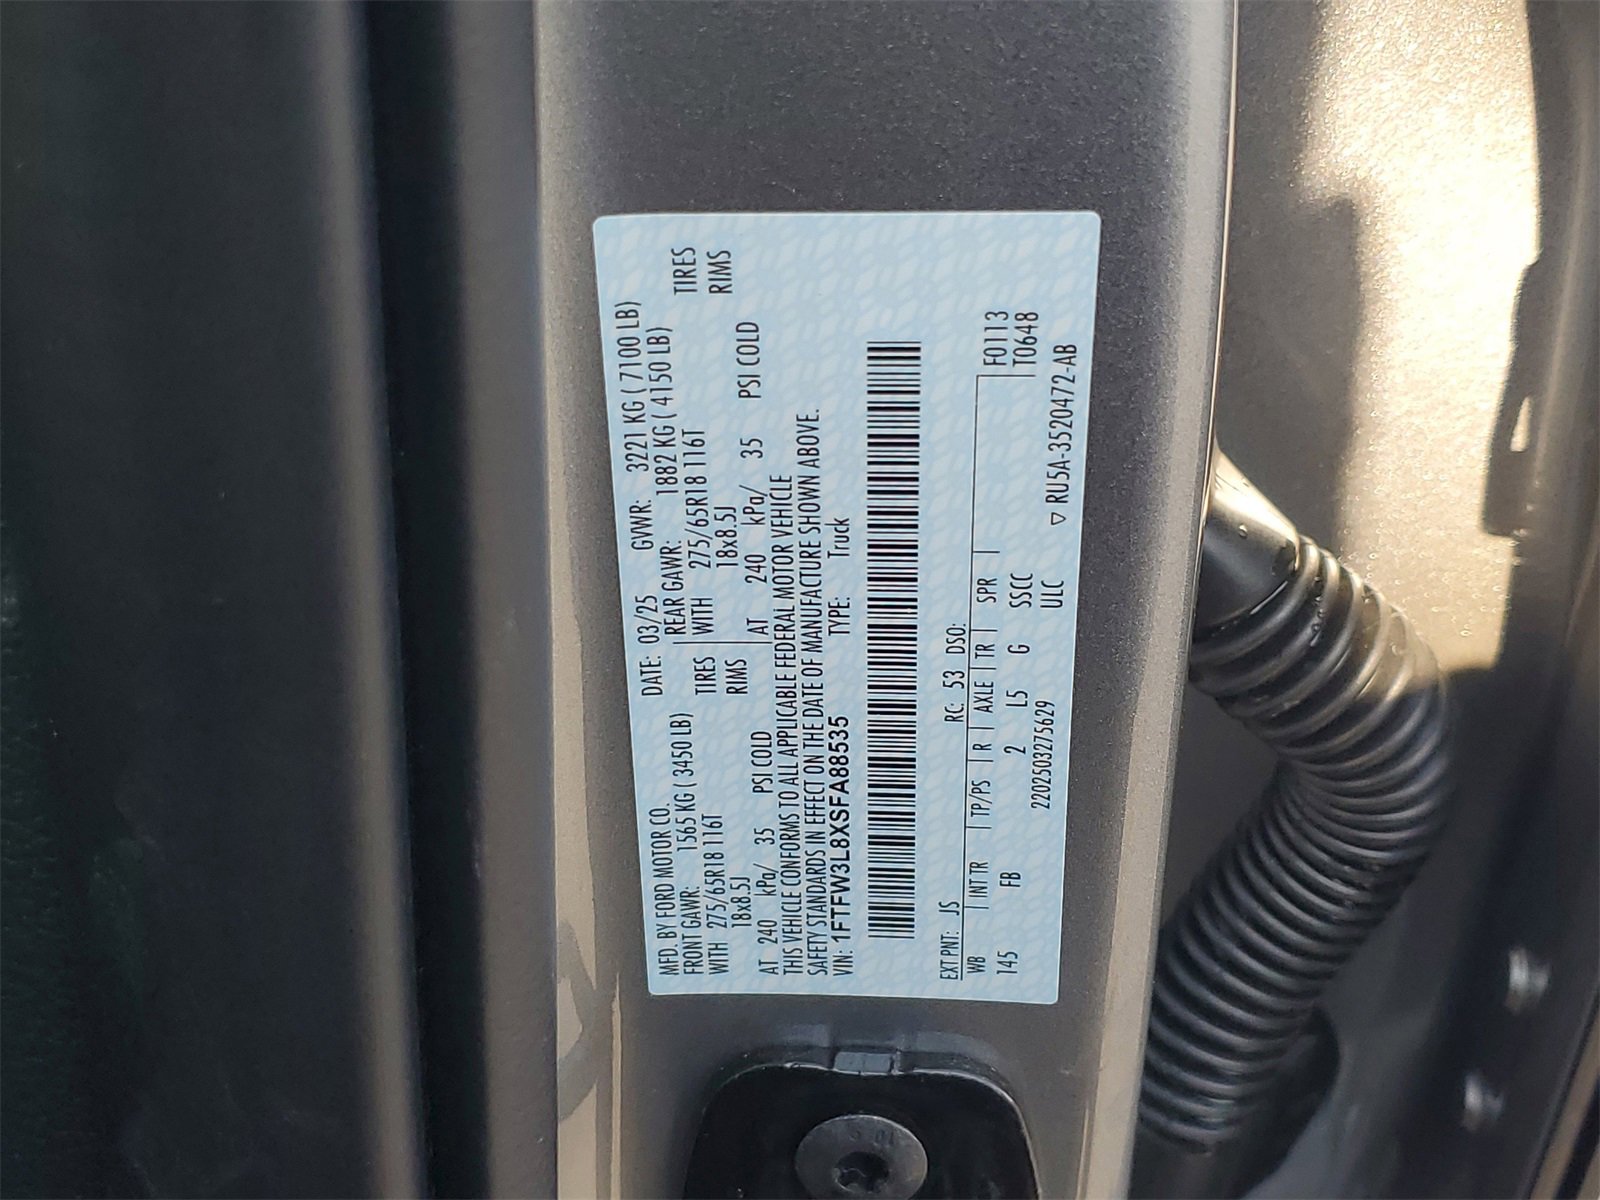 MFD. BY FORD MOTOR CO. DATE: 03/25 GVWR: 3221 KG ( 7100 LB)
FRONT GAWR: 1565 KG ( 3450 LB) REAR GAWR: 1882 KG ( 4150 LB)
WITH 275/65R18 116T TIRES WITH 275/65R18 116T TIRES
18x8.5J RIMS 18x8.5J RIMS
AT 240 kPa/ 35 PSI COLD AT 240 kPa/ 35 PSI COLD
THIS VEHICLE CONFORMS TO ALL APPLICABLE FEDERAL MOTOR VEHICLE
SAFETY STANDARDS IN EFFECT ON THE DATE OF MANUFACTURE SHOWN ABOVE.
VIN: 1FTFW3L8XSFA88535 TYPE: Truck
EXT PNT: JS RC: 53 DSO:
WB INT TR TP/PS R AXLE TR SPR F0113
145 FB 2 L5 G SSCC T0648
2202503275629 ULC
▽ RU5A-3520472-AB